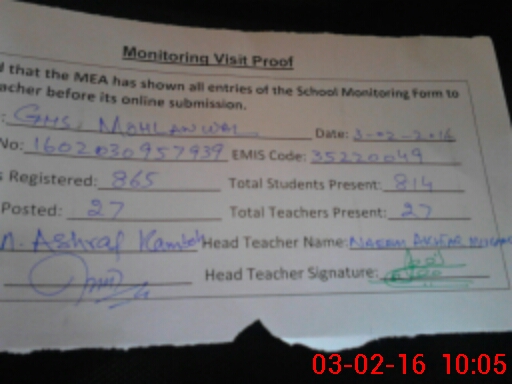 Monitoring Visit Proof
d that the MEA has shown all entries of the School Monitoring Form to
acher before its online submission.
: GHS, MOHLANWAL Date: 3-02-2016
No: 1602030957939 EMIS Code: 35220049
s Registered: 865 Total Students Present: 814
Posted: 27 Total Teachers Present: 27
M. Ashraf Kamboh Head Teacher Name:
Head Teacher Signature:
03-02-16 10:05